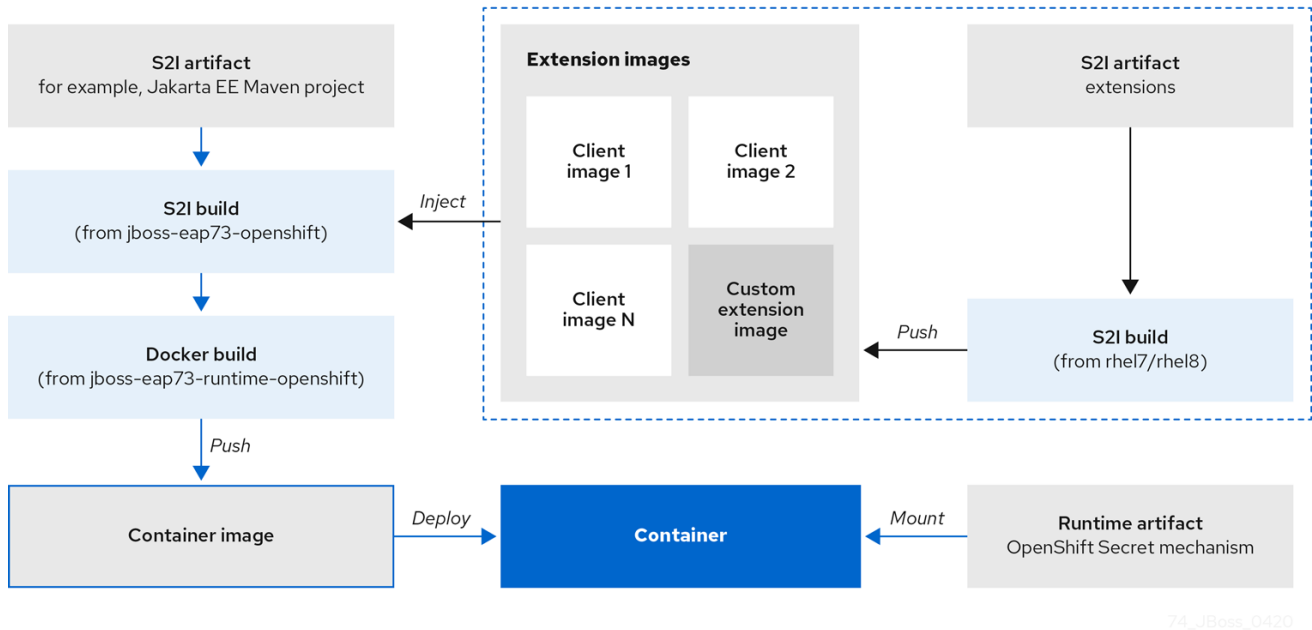 S2I artifact
for example, Jakarta EE Maven project
S2I build
(from jboss-eap73-openshift)
Docker build
(from jboss-eap73-runtime-openshift)
Push
Container image
Inject
Extension images
Client
image 1
Client
image 2
Client
image N
Custom
extension
image
S2I artifact
extensions
Push
S2I build
(from rhel7/rhel8)
Deploy
Container
Mount
Runtime artifact
OpenShift Secret mechanism
74_JBoss_0420